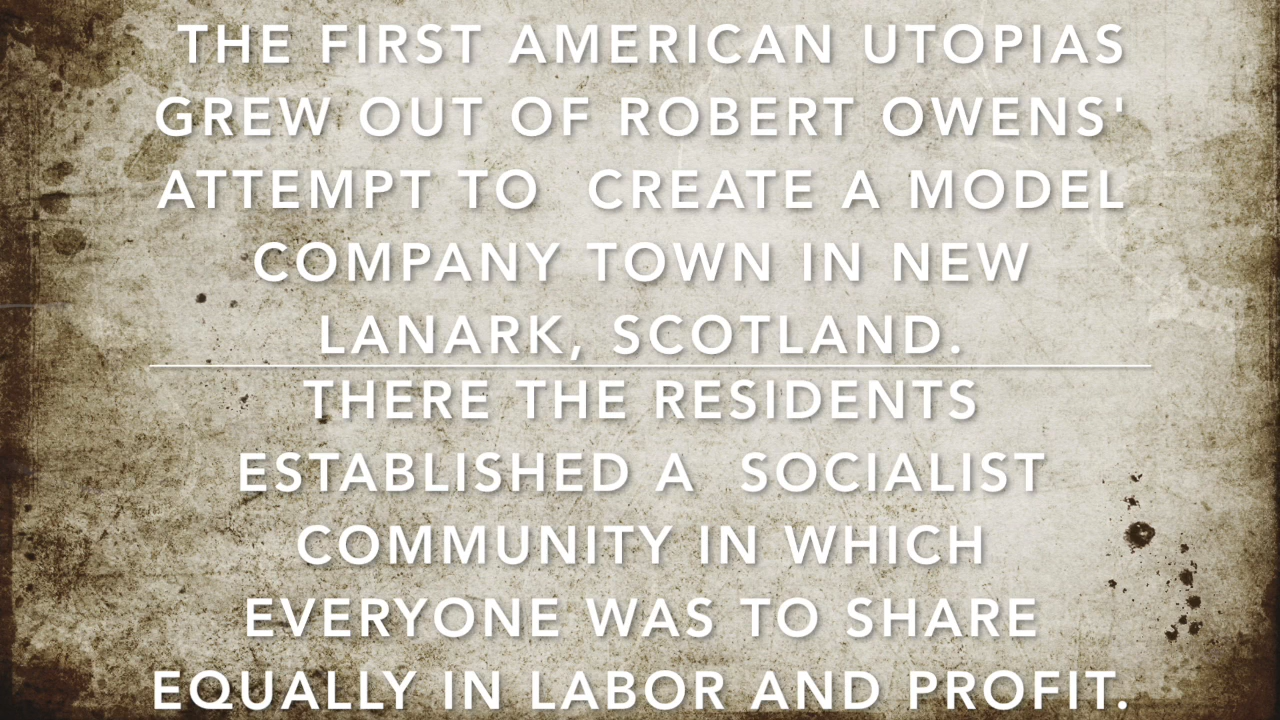 THE FIRST AMERICAN UTOPIAS
GREW OUT OF ROBERT OWENS'
ATTEMPT TO  CREATE A MODEL
COMPANY TOWN IN NEW
LANARK, SCOTLAND.
THERE THE RESIDENTS
ESTABLISHED A  SOCIALIST
COMMUNITY IN WHICH
EVERYONE WAS TO SHARE
EQUALLY IN LABOR AND PROFIT.